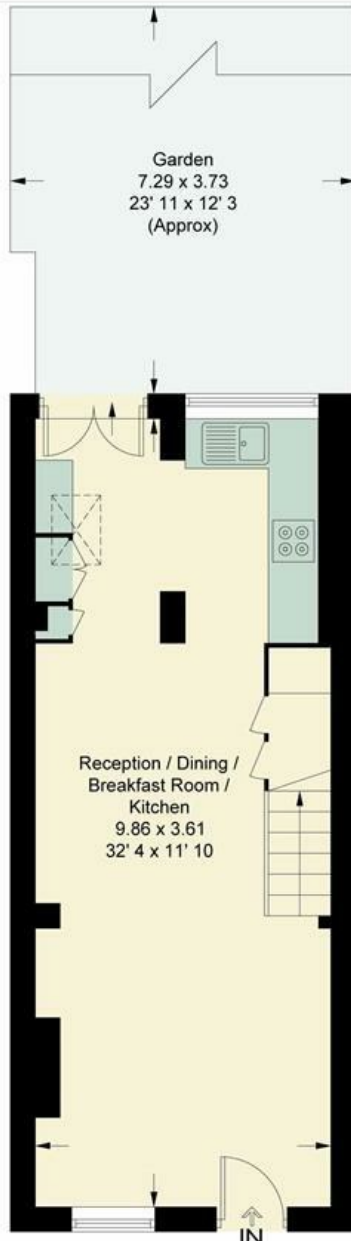 Garden
7.29 x 3.73
23' 11 x 12' 3
(Approx)
Reception / Dining /
Breakfast Room /
Kitchen
9.86 x 3.61
32' 4 x 11' 10
IN